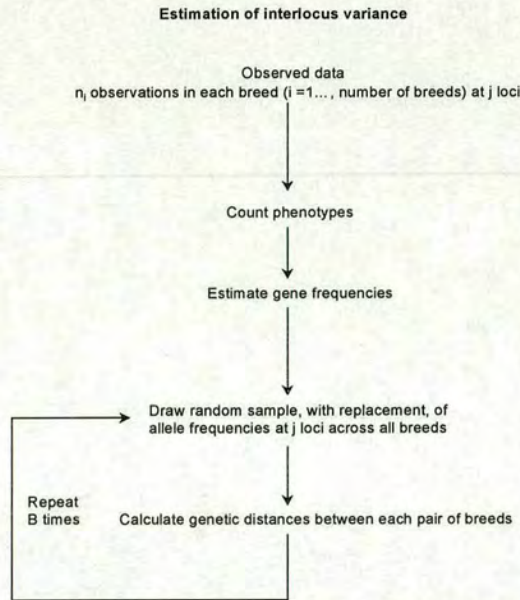 Estimation of interlocus variance
Observed data
nᵢ observations in each breed (i =1... , number of breeds) at j loci
Count phenotypes
Estimate gene frequencies
Draw random sample, with replacement, of
allele frequencies at j loci across all breeds
Repeat
B times
Calculate genetic distances between each pair of breeds